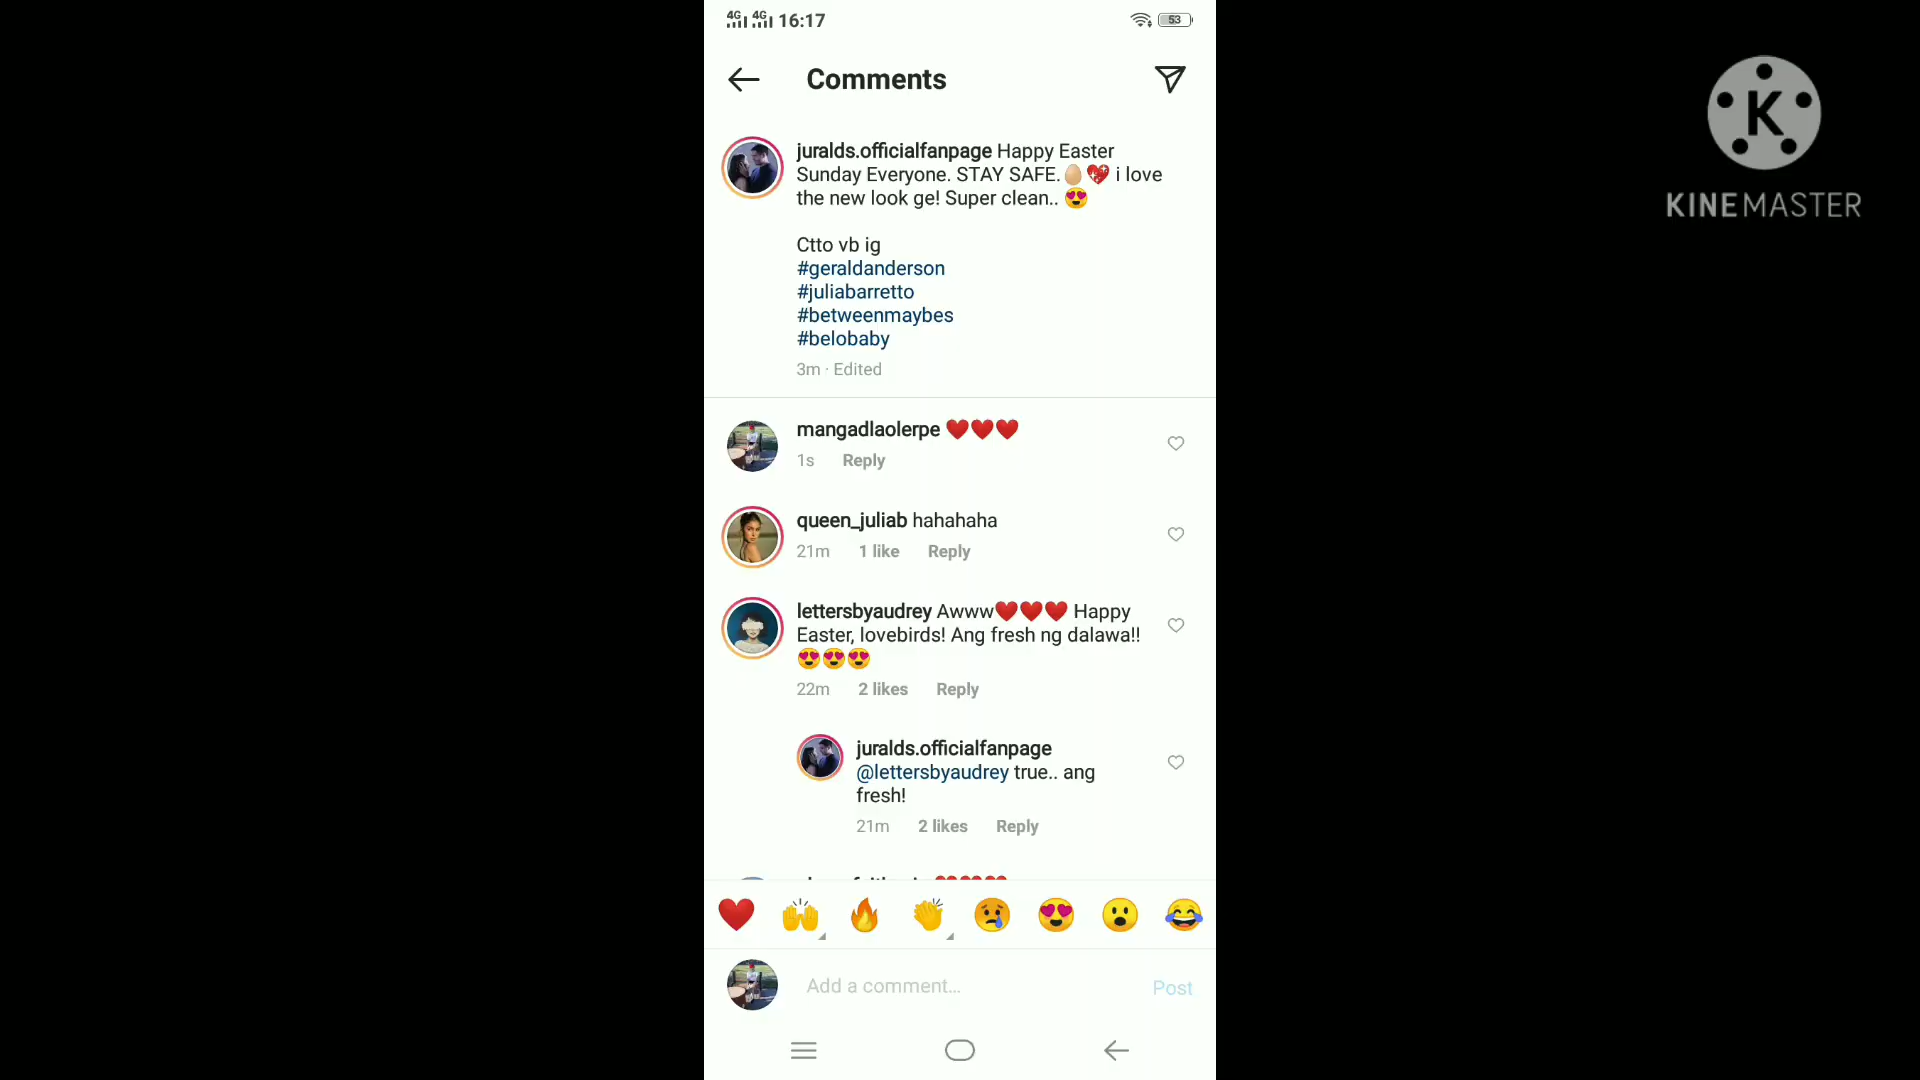 4G 4G 16:17 53
Comments
KINEMASTER
juralds.officialfanpage Happy Easter
Sunday Everyone. STAY SAFE.🥚💖 i love
the new look ge! Super clean.. 😍
Ctto vb ig
#geraldanderson
#juliabarretto
#betweenmaybes
#belobaby
3m · Edited
mangadlaolerpe ❤️❤️❤️
1s Reply
queen_juliab hahahaha
21m 1 like Reply
lettersbyaudrey Awww❤️❤️❤️ Happy
Easter, lovebirds! Ang fresh ng dalawa!!
😍😍😍
22m 2 likes Reply
juralds.officialfanpage
@lettersbyaudrey true.. ang
fresh!
21m 2 likes Reply
Add a comment...
Post